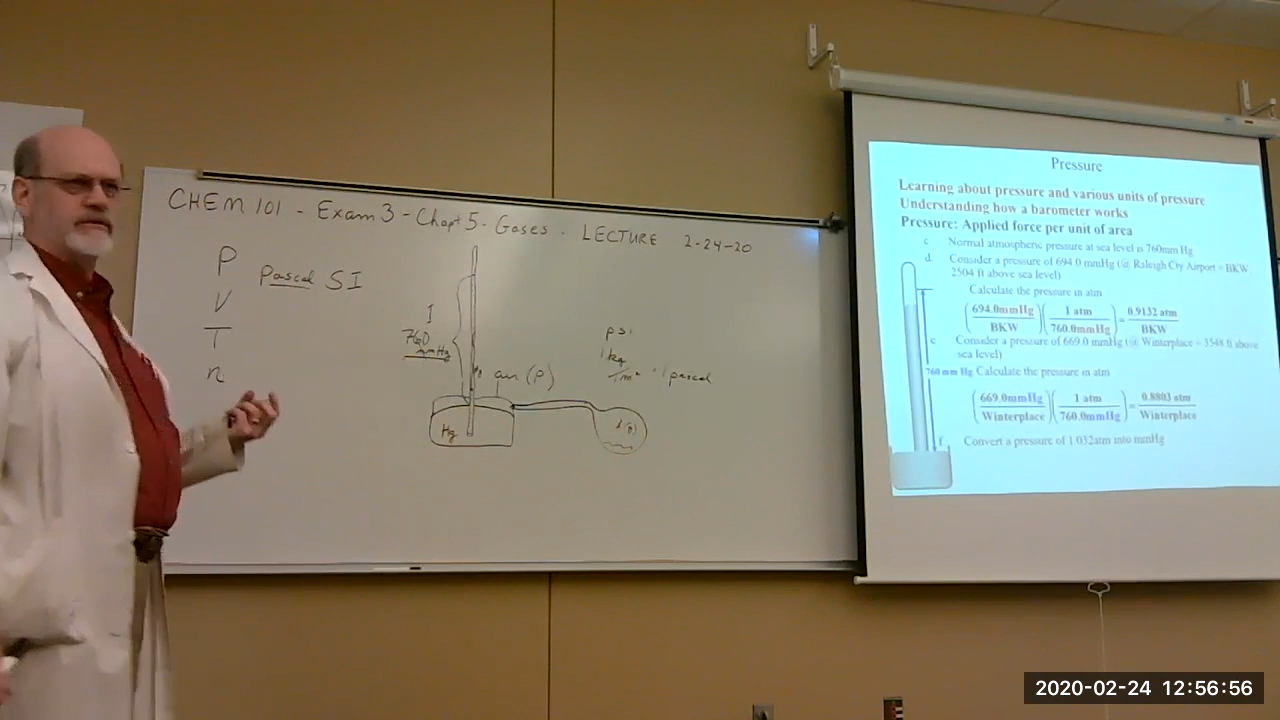 CHEM 101 - Exam 3 - Chapt 5 - Gases - LECTURE 2-24-20
P
Pascal SI
V
T
n
I
760
mmHg
air (P)
Hg
psi
1 kg
/m² 1 pascal
Pressure
Learning about pressure and various units of pressure
Understanding how a barometer works
Pressure: Applied force per unit of area
c Normal atmospheric pressure at sea level is 760mm Hg
d. Consider a pressure of 694.0 mmHg (@ Raleigh Cty Airport = BKW
2504 ft above sea level)
Calculate the pressure in atm
(694.0mmHg/BKW)(1 atm/760.0mmHg)=0.9132 atm/BKW
e Consider a pressure of 669.0 mmHg (@ Winterplace = 3548 ft above
sea level)
760 mm Hg
Calculate the pressure in atm
(669.0mmHg/Winterplace)(1 atm/760.0mmHg)=0.8803 atm/Winterplace
f. Convert a pressure of 1.032atm into mmHg
2020-02-24 12:56:56